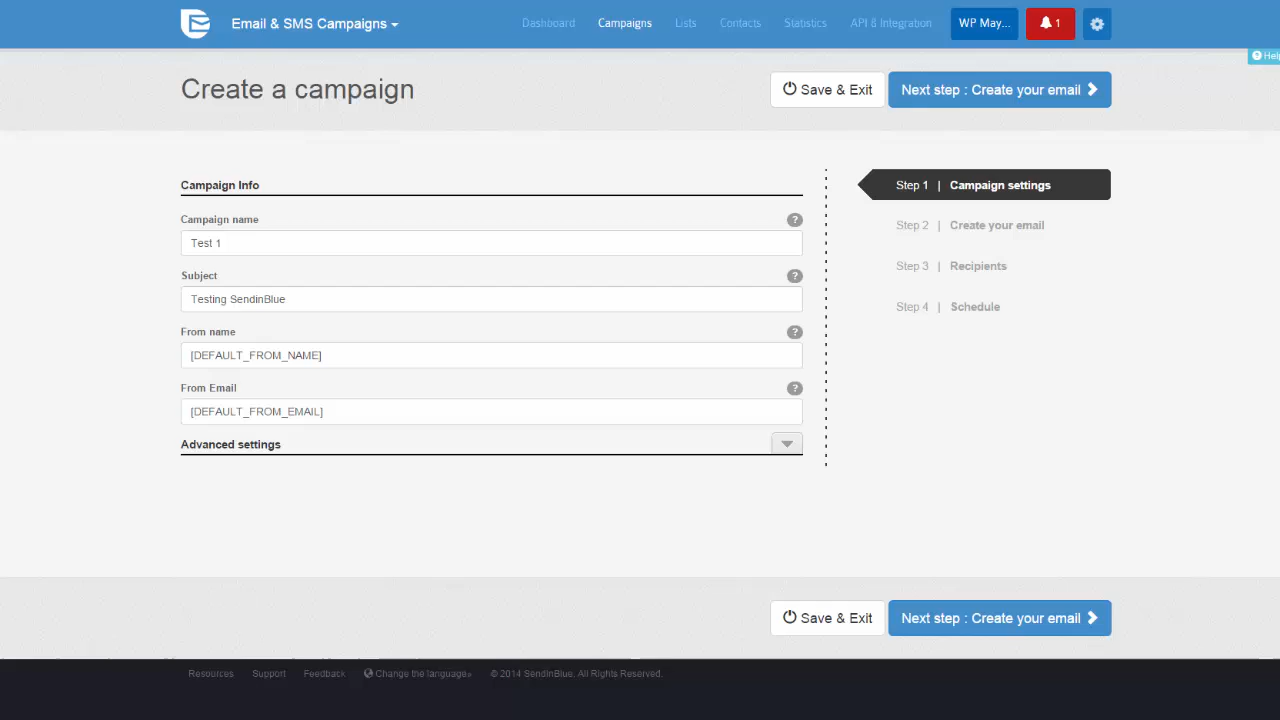 Email & SMS Campaigns
Dashboard Campaigns Lists Contacts Statistics API & Integration WP May... 1
Help
Create a campaign
Save & Exit
Next step : Create your email
Campaign Info
Campaign name ?
Test 1
Subject ?
Testing SendinBlue
From name ?
[DEFAULT_FROM_NAME]
From Email ?
[DEFAULT_FROM_EMAIL]
Advanced settings
Step 1 | Campaign settings
Step 2 | Create your email
Step 3 | Recipients
Step 4 | Schedule
Save & Exit
Next step : Create your email
Resources Support Feedback Change the language» © 2014 SendinBlue, All Rights Reserved.